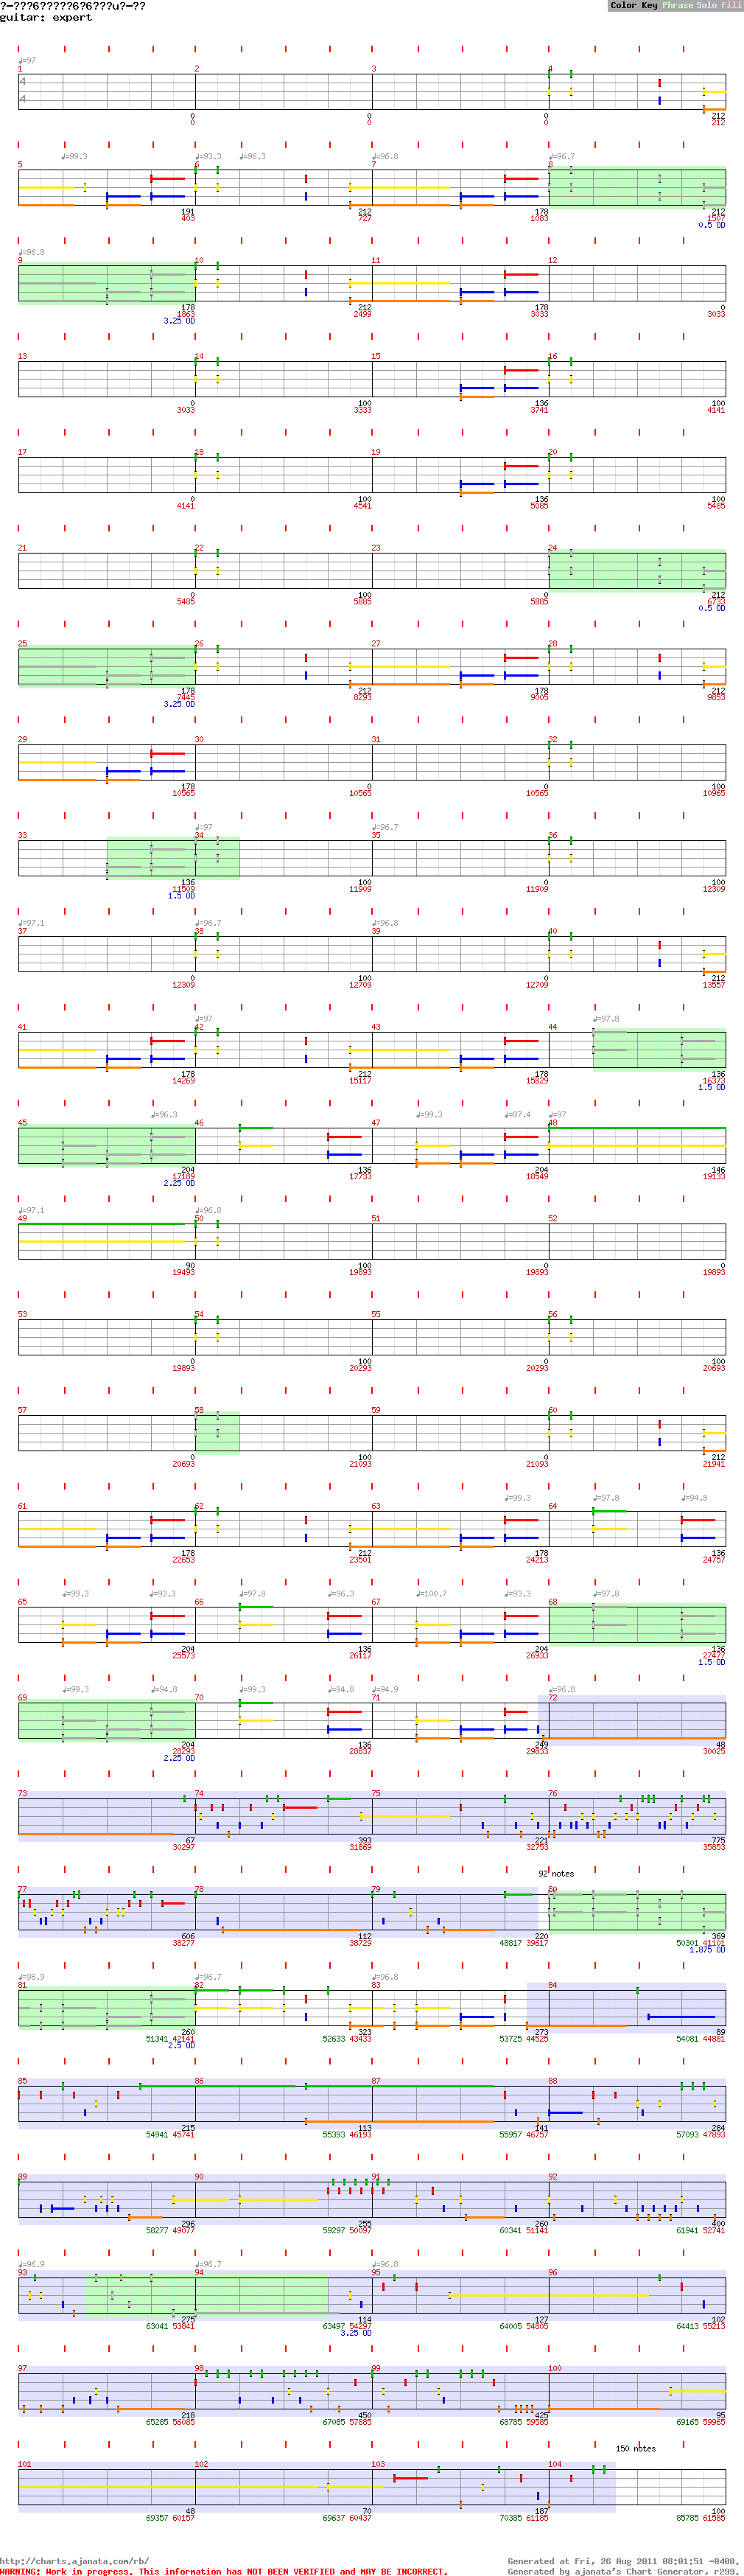 ?-???6?????6?6???u?-??
Color Key Phrase Solo Fill
guitar: expert
♩=97
1 2 3 4
4
4
0 0 0 212
0 0 0 212
♩=99.3 ♩=93.3 ♩=96.3 ♩=96.8 ♩=96.7
5 6 7 8
191 212 178 212
403 727 1083 1507
0.5 OD
♩=96.8
9 10 11 12
178 212 178 0
1863 2499 3033 3033
3.25 OD
13 14 15 16
0 100 136 100
3033 3333 3741 4141
17 18 19 20
0 100 136 100
4141 4541 5085 5485
21 22 23 24
0 100 0 212
5485 5885 5885 6733
0.5 OD
25 26 27 28
178 212 178 212
7445 8293 9005 9853
3.25 OD
29 30 31 32
178 0 0 100
10565 10565 10565 10965
♩=97 ♩=96.7
33 34 35 36
136 100 0 100
11509 11909 11909 12309
1.5 OD
♩=97.1 ♩=96.7 ♩=96.8
37 38 39 40
0 100 0 212
12309 12709 12709 13557
♩=97 ♩=97.8
41 42 43 44
178 212 178 136
14269 15117 15829 16373
1.5 OD
♩=96.3 ♩=99.3 ♩=87.4 ♩=97
45 46 47 48
204 136 204 146
17189 17733 18549 19133
2.25 OD
♩=97.1 ♩=96.8
49 50 51 52
90 100 0 0
19493 19893 19893 19893
53 54 55 56
0 100 0 100
19893 20293 20293 20693
57 58 59 60
0 100 0 212
20693 21093 21093 21941
♩=99.3 ♩=97.8 ♩=94.8
61 62 63 64
178 212 178 136
22653 23501 24213 24757
♩=99.3 ♩=93.3 ♩=97.8 ♩=96.3 ♩=100.7 ♩=93.3 ♩=97.8
65 66 67 68
204 136 204 136
25573 26117 26933 27477
1.5 OD
♩=99.3 ♩=94.8 ♩=99.3 ♩=94.8 ♩=94.9 ♩=96.8
69 70 71 72
204 136 249 48
28293 28837 29833 30025
2.25 OD
73 74 75 76
67 393 221 775
30297 31869 32753 35853
92 notes
77 78 79 80
606 112 220 369
38277 38729 48817 39617 50301 41101
1.875 OD
♩=96.9 ♩=96.7 ♩=96.8
81 82 83 84
260 323 273 89
51341 42141 52633 43433 53725 44525 54081 44881
2.5 OD
85 86 87 88
215 113 141 284
54941 45741 55393 46193 55957 46757 57093 47893
89 90 91 92
296 255 260 400
58277 49077 59297 50097 60341 51141 61941 52741
♩=96.9 ♩=96.7 ♩=96.8
93 94 95 96
275 114 127 102
63041 53841 63497 54297 64005 54805 64413 55213
3.25 OD
97 98 99 100
218 450 425 95
65285 56085 67085 57885 68785 59585 69165 59965
150 notes
101 102 103 104
48 70 187 100
69357 60157 69637 60437 70385 61185 85785 61585
http://charts.ajanata.com/rb/
Generated at Fri, 26 Aug 2011 08:01:51 -0400.
WARNING: Work in progress. This information has NOT BEEN VERIFIED and MAY BE INCORRECT.
Generated by ajanata's Chart Generator, r299.